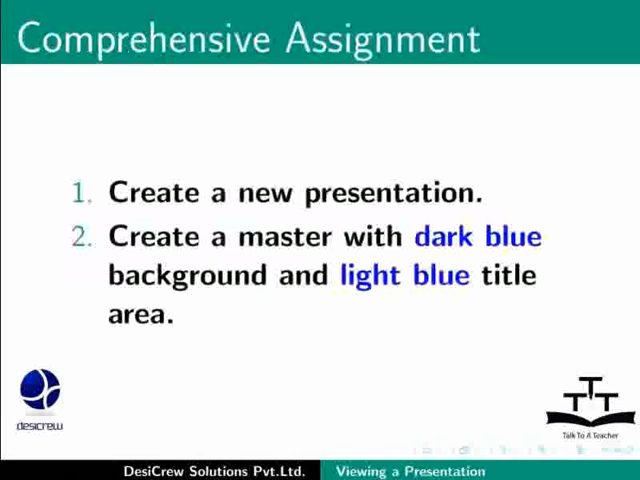 Comprehensive Assignment
1. Create a new presentation.
2. Create a master with dark blue
background and light blue title
area.
desicrew
TTT
Talk To A Teacher
DesiCrew Solutions Pvt.Ltd. Viewing a Presentation